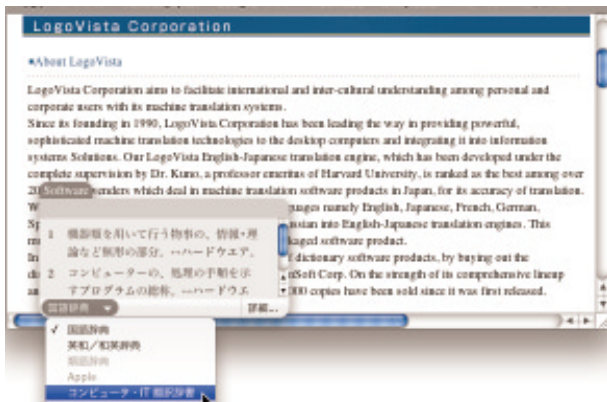 LogoVista Corporation
■About LogoVista
LogoVista Corporation aims to facilitate international and inter-cultural understanding among personal and
corporate users with its machine translation systems.
Since its founding in 1990, LogoVista Corporation has been leading the way in providing powerful,
sophisticated machine translation technologies to the desktop computers and integrating it into information
systems Solutions. Our LogoVista English-Japanese translation engine, which has been developed under the
complete supervision by Dr. Kuno, a professor emeritus of Harvard University, is ranked as the best among over
20 venders which deal in machine translation software products in Japan, for its accuracy of translation.
Software
W uages namely English, Japanese, French, German,
Sp ssian into English-Japanese translation engines. This
kaged software product.
In dictionary software products, by buying out the
nSoft Corp. On the strength of its comprehensive lineup
an 000 copies have been sold since it was first released.
1 機器類を用いて行う物事の、情報・理
論など無形の部分。↔ハードウエア。
2 コンピューターの、処理の手順を示
すプログラムの総称。↔ハードウエ
国語辞典
詳細...
✓ 国語辞典
英和/和英辞典
類語辞典
Apple
コンピュータ・IT 翻訳辞書